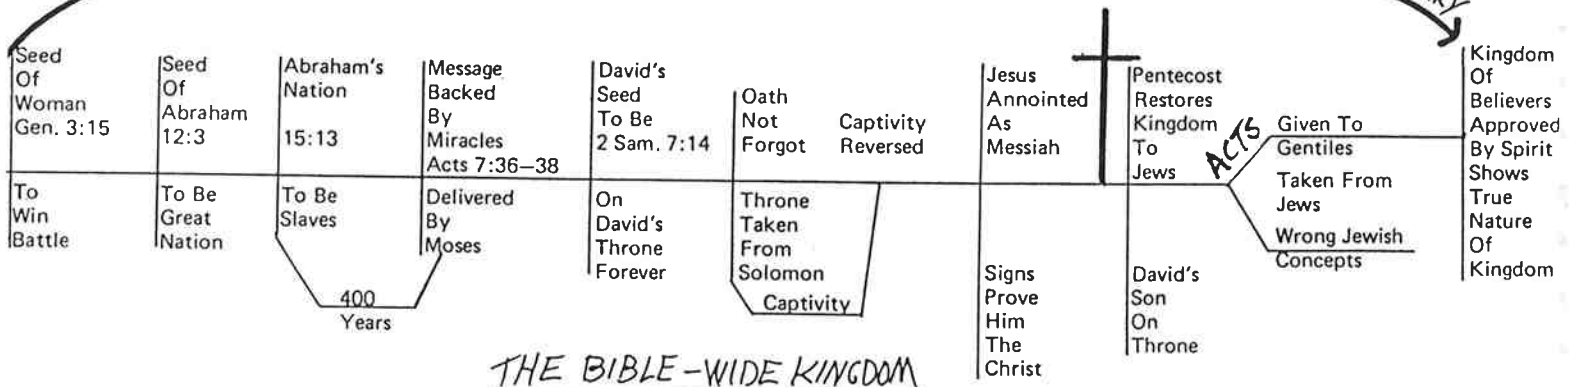 Seed
Of
Woman
Gen. 3:15
To
Win
Battle
Seed
Of
Abraham
12:3
To Be
Great
Nation
Abraham's
Nation
15:13
To Be
Slaves
400
Years
Message
Backed
By
Miracles
Acts 7:36–38
Delivered
By
Moses
David's
Seed
To Be
2 Sam. 7:14
On
David's
Throne
Forever
Oath
Not
Forgot
Captivity
Reversed
Throne
Taken
From
Solomon
Captivity
Jesus
Annointed
As
Messiah
Signs
Prove
Him
The
Christ
Pentecost
Restores
Kingdom
To
Jews
David's
Son
On
Throne
ACTS
Given To
Gentiles
Taken From
Jews
Wrong Jewish
Concepts
Kingdom
Of
Believers
Approved
By Spirit
Shows
True
Nature
Of
Kingdom
THE BIBLE-WIDE KINGDOM